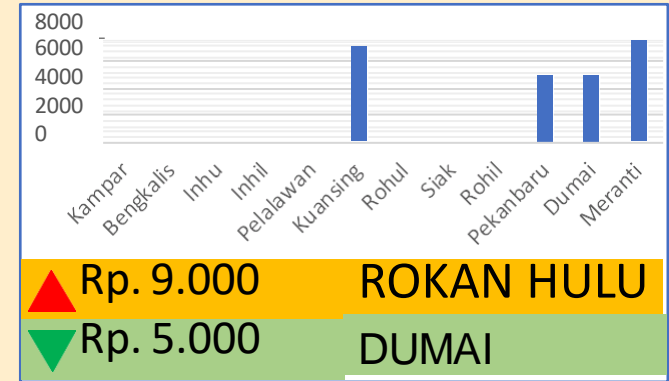 8000
6000
4000
2000
0
Kampar
Bengkalis
Inhu
Inhil
Pelalawan
Kuansing
Rohul
Siak
Rohil
Pekanbaru
Dumai
Meranti
Rp. 9.000 ROKAN HULU
Rp. 5.000 DUMAI